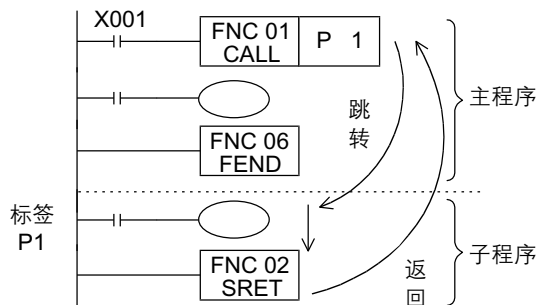 X001
FNC 01 P 1
CALL
跳
转
主程序
FNC 06
FEND
标签
P1
FNC 02
SRET
返
回
子程序